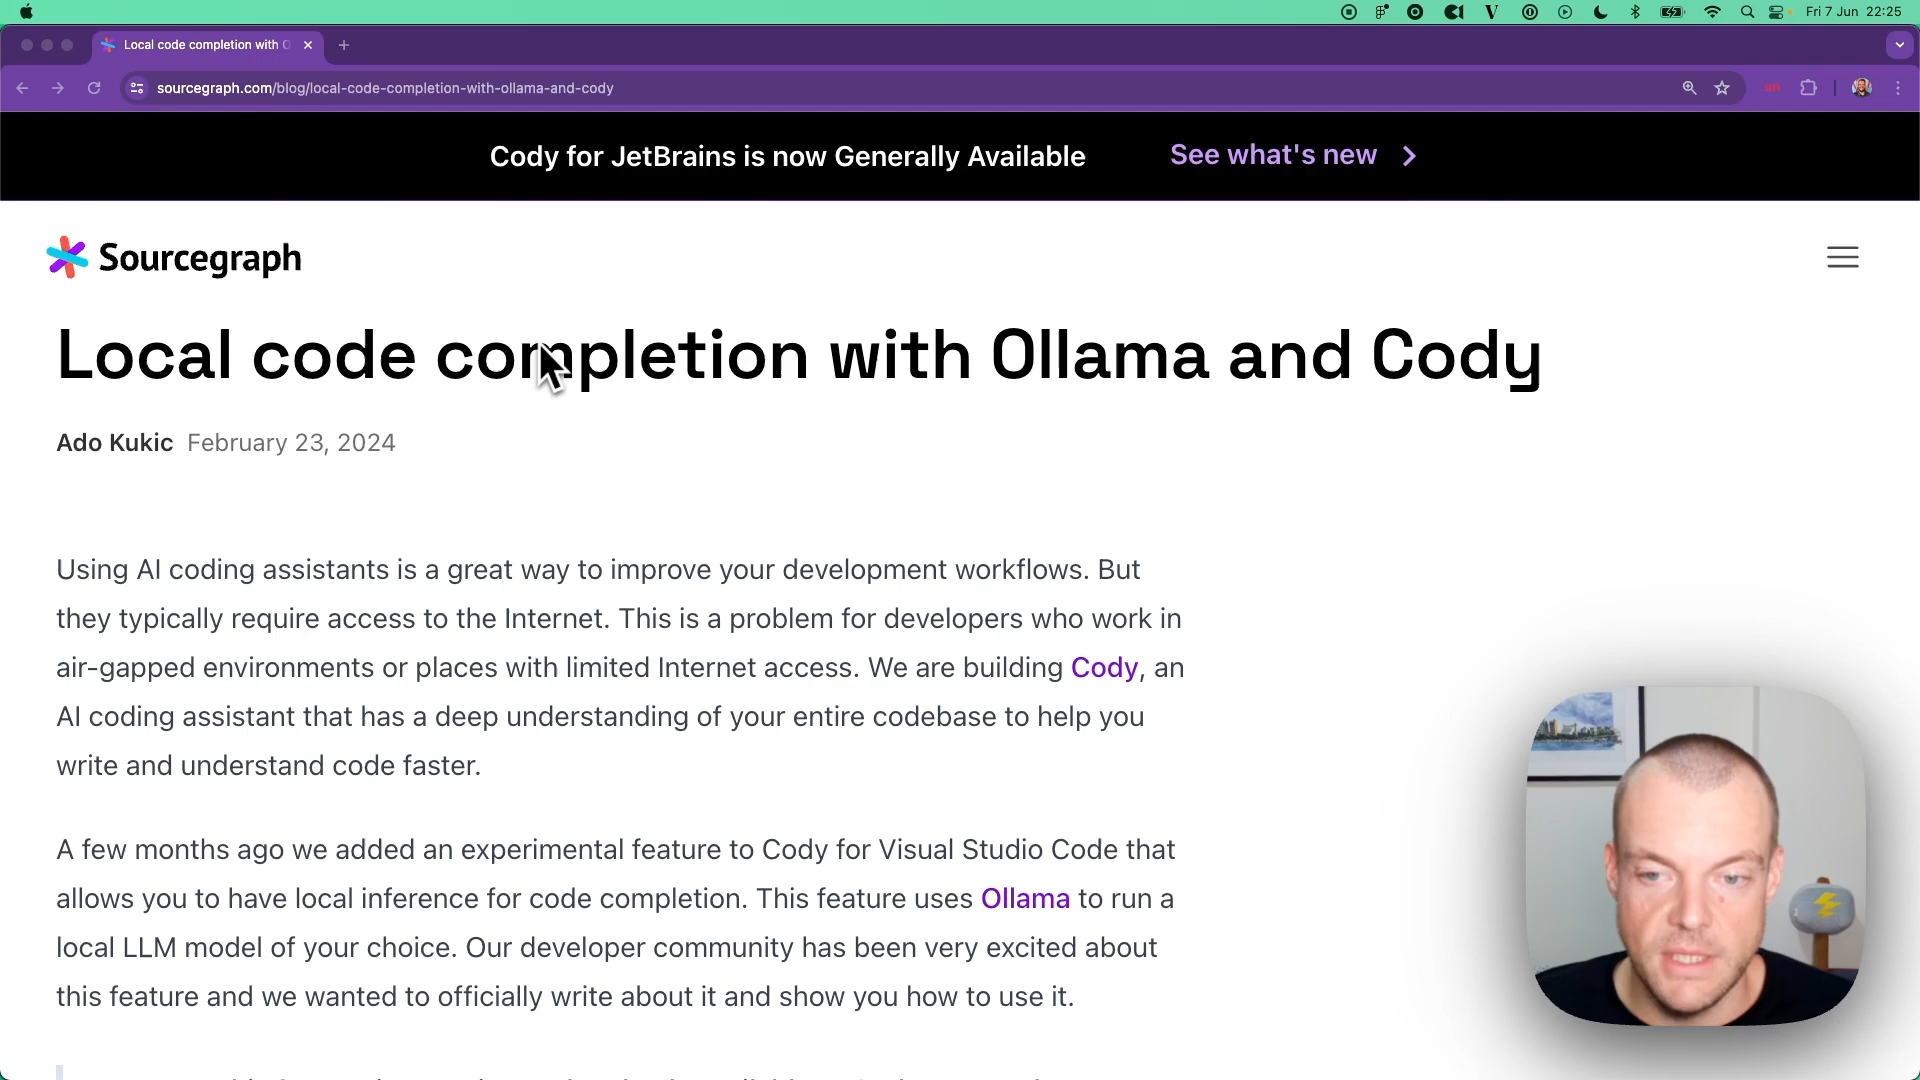 Fri 7 Jun 22:25
Local code completion with O
sourcegraph.com/blog/local-code-completion-with-ollama-and-cody
Cody for JetBrains is now Generally Available
See what's new
Sourcegraph
Local code completion with Ollama and Cody
Ado Kukic February 23, 2024
Using AI coding assistants is a great way to improve your development workflows. But
they typically require access to the Internet. This is a problem for developers who work in
air-gapped environments or places with limited Internet access. We are building Cody, an
AI coding assistant that has a deep understanding of your entire codebase to help you
write and understand code faster.
A few months ago we added an experimental feature to Cody for Visual Studio Code that
allows you to have local inference for code completion. This feature uses Ollama to run a
local LLM model of your choice. Our developer community has been very excited about
this feature and we wanted to officially write about it and show you how to use it.